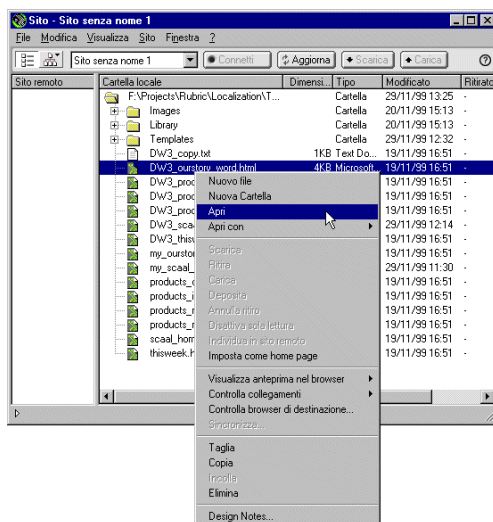 Sito - Sito senza nome 1
File Modifica Visualizza Sito Finestra ?
Sito senza nome 1 Connetti Aggiorna Scarica Carica
Sito remoto Cartella locale Dimensi... Tipo Modificato Ritirato
F:\Projects\Rubric\Localization\T... Cartella 29/11/99 13:25 -
Images Cartella 20/11/99 15:13 -
Library Cartella 20/11/99 15:13 -
Templates Cartella 29/11/99 12:32 -
DW3_copy.txt 1KB Text Do... 19/11/99 16:51 -
DW3_ourstory_word.html 4KB Microsoft... 19/11/99 16:51 -
DW3_prod 19/11/99 16:51 -
DW3_prod 19/11/99 16:51 -
DW3_prod 19/11/99 16:51 -
DW3_scaa 29/11/99 12:14 -
DW3_this 19/11/99 16:51 -
my_ourstor 19/11/99 16:51 -
my_scaal_ 29/11/99 11:30 -
products_ 19/11/99 16:51 -
products_i 19/11/99 16:51 -
products_r 19/11/99 16:51 -
products_r 19/11/99 16:51 -
scaal_hom 19/11/99 16:51 -
thisweek.h 19/11/99 16:51 -
Nuovo file
Nuova Cartella
Apri
Apri con
Scarica
Ritira
Carica
Deposita
Annulla ritiro
Disattiva sola lettura
Individua in sito remoto
Imposta come home page
Visualizza anteprima nel browser
Controlla collegamenti
Controlla browser di destinazione...
Sincronizza...
Taglia
Copia
Incolla
Elimina
Design Notes...